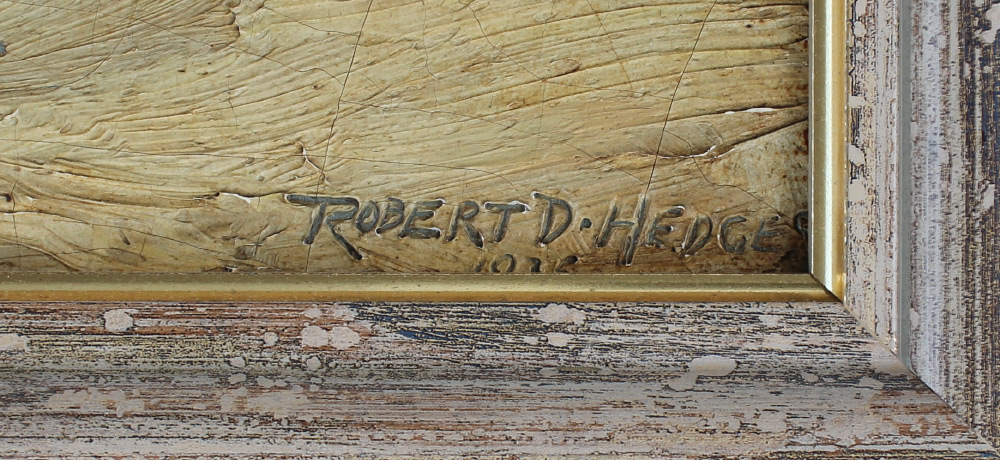 ROBERT D. HEDGES